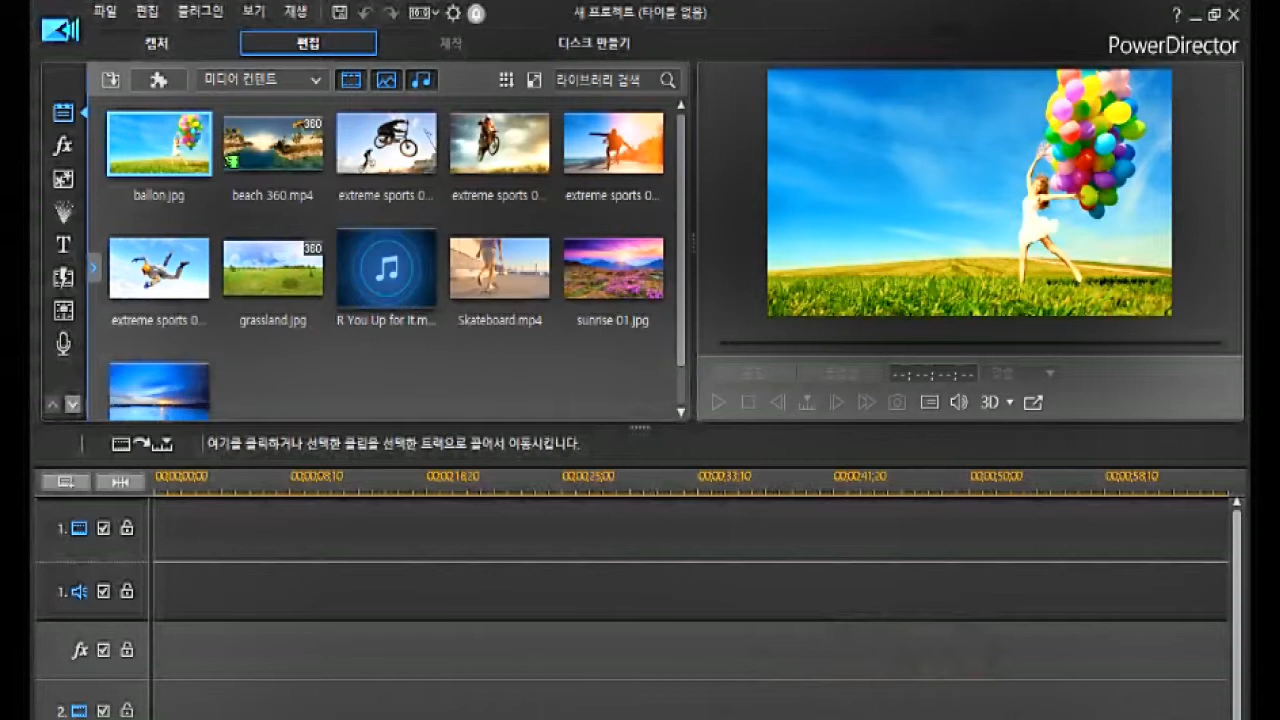 파일 편집 플러그인 보기 재생 새 프로젝트 (타이틀 없음) ?
캡처 편집 제작 디스크 만들기
PowerDirector
미디어 컨텐트 라이브러리 검색
360
360
ballon.jpg beach 360.mp4 extreme sports 0... extreme sports 0... extreme sports 0...
fx
T
extreme sports 0... grassland.jpg R You Up for It.m... Skateboard.mp4 sunrise 01.jpg
--:--:--:--
3D
여기를 클릭하거나 선택한 클립을 선택한 트랙으로 끌어서 이동시킵니다.
00;00;00;00 00;00;08;10 00;00;16;20 00;00;25;00 00;00;33;10 00;00;41;20 00;00;50;00 00;00;58;10
1.
1.
fx
2.